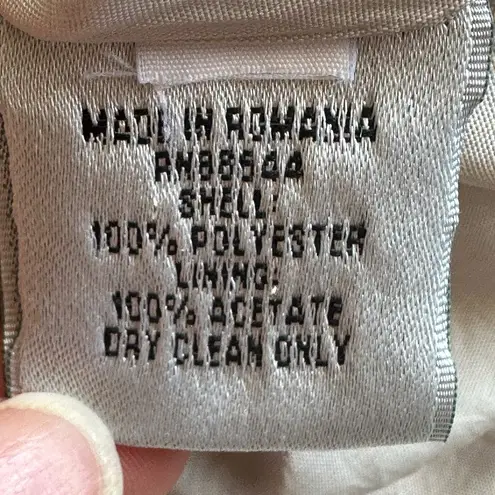 MADE IN ROMANIA
RN88544
SHELL:
100% POLYESTER
LINING:
100% ACETATE
DRY CLEAN ONLY